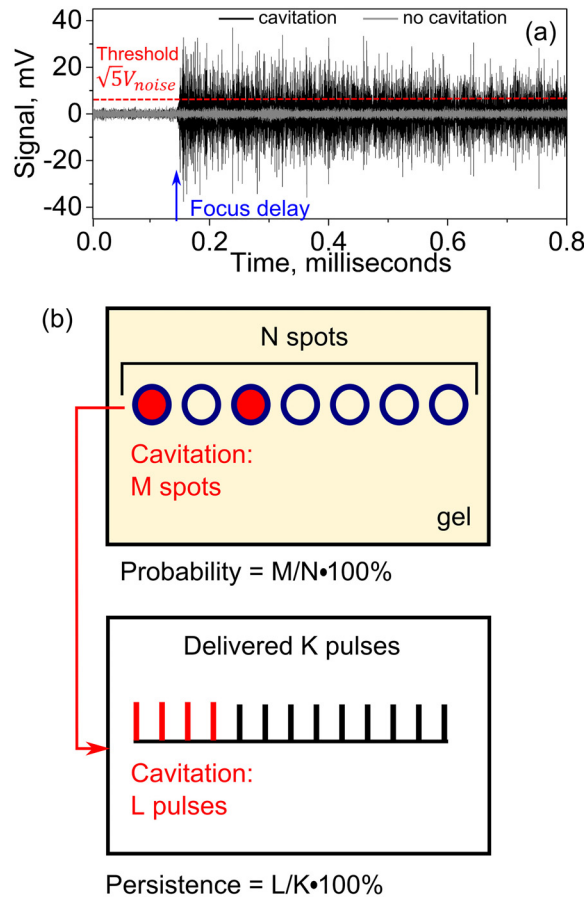 cavitation no cavitation
(a)
Threshold
√5V_noise
40
20
0
-20
-40
Signal, mV
Focus delay
0.0 0.2 0.4 0.6 0.8
Time, milliseconds
(b)
N spots
Cavitation:
M spots
gel
Probability = M/N•100%
Delivered K pulses
Cavitation:
L pulses
Persistence = L/K•100%